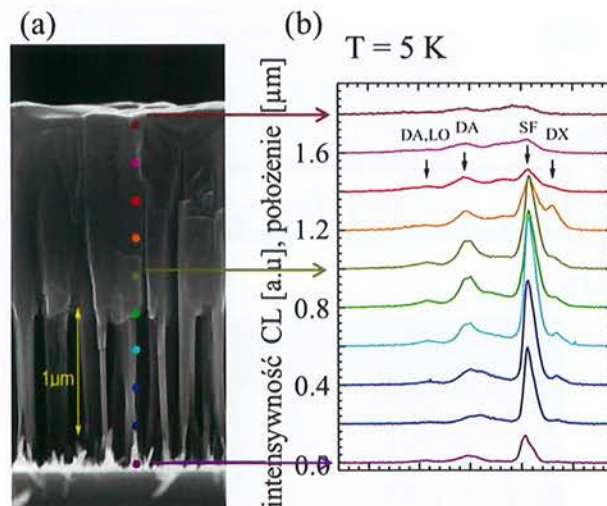 (a)
(b)
T = 5 K
intensywność CL [a.u], położenie [μm]
1.6
1.2
0.8
0.4
0.0
DA,LO
DA
SF
DX
1μm